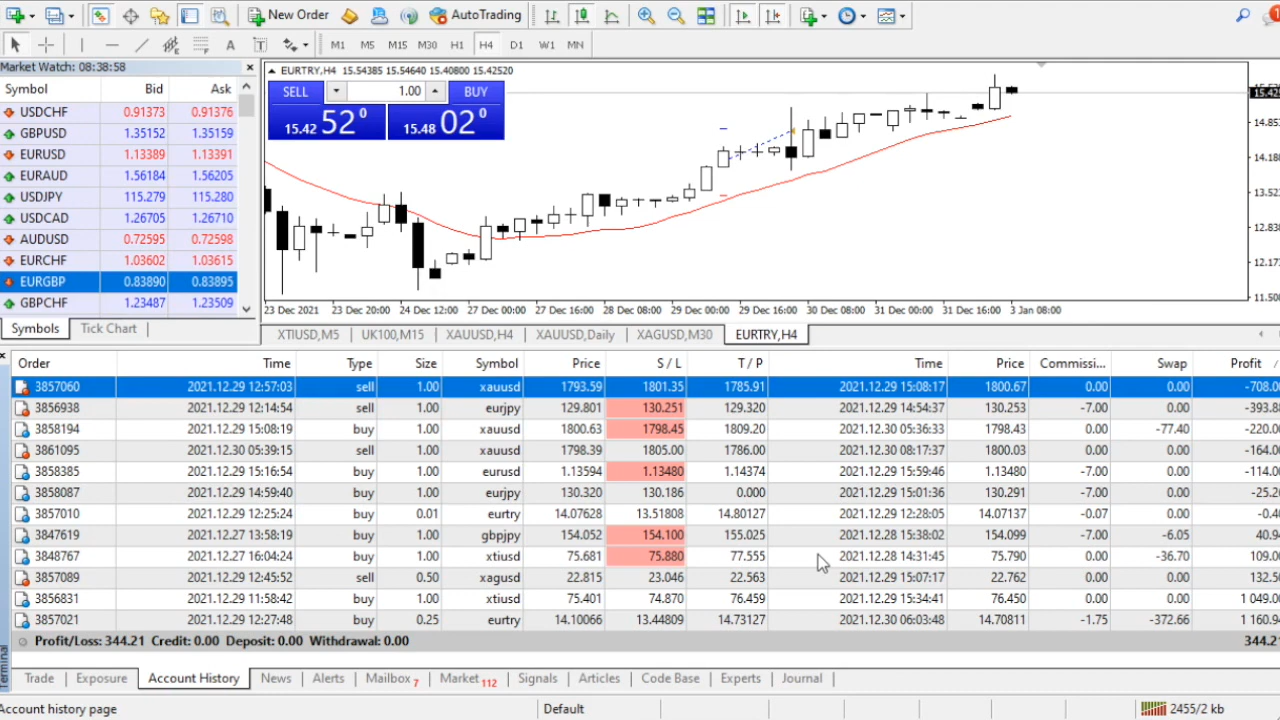 New Order AutoTrading
A T M1 M5 M15 M30 H1 H4 D1 W1 MN
Market Watch: 08:38:58
Symbol Bid Ask
USDCHF 0.91373 0.91376
GBPUSD 1.35152 1.35159
EURUSD 1.13389 1.13391
EURAUD 1.56184 1.56205
USDJPY 115.279 115.280
USDCAD 1.26705 1.26710
AUDUSD 0.72595 0.72598
EURCHF 1.03602 1.03615
EURGBP 0.83890 0.83895
GBPCHF 1.23487 1.23509
Symbols Tick Chart
EURTRY,H4 15.54385 15.54640 15.40800 15.42520
SELL 1.00 BUY
15.42 52 0 15.48 02 0
15.425
14.852
14.180
13.52
12.83
12.17
11.500
23 Dec 2021 23 Dec 20:00 24 Dec 12:00 27 Dec 00:00 27 Dec 16:00 28 Dec 08:00 29 Dec 00:00 29 Dec 16:00 30 Dec 08:00 31 Dec 00:00 31 Dec 16:00 3 Jan 08:00
XTIUSD,M5 UK100,M15 XAUUSD,H4 XAUUSD,Daily XAGUSD,M30 EURTRY,H4
Order Time Type Size Symbol Price S / L T / P Time Price Commissi... Swap Profit /
3857060 2021.12.29 12:57:03 sell 1.00 xauusd 1793.59 1801.35 1785.91 2021.12.29 15:08:17 1800.67 0.00 0.00 -708.0
3856938 2021.12.29 12:14:54 sell 1.00 eurjpy 129.801 130.251 129.320 2021.12.29 14:54:37 130.253 -7.00 0.00 -393.8
3858194 2021.12.29 15:08:19 buy 1.00 xauusd 1800.63 1798.45 1809.20 2021.12.30 05:36:33 1798.43 0.00 -77.40 -220.0
3861095 2021.12.30 05:39:15 sell 1.00 xauusd 1798.39 1805.00 1786.00 2021.12.30 08:17:37 1800.03 0.00 0.00 -164.0
3858385 2021.12.29 15:16:54 buy 1.00 eurusd 1.13594 1.13480 1.14374 2021.12.29 15:59:46 1.13480 -7.00 0.00 -114.0
3858087 2021.12.29 14:59:40 buy 1.00 eurjpy 130.320 130.186 0.000 2021.12.29 15:01:36 130.291 -7.00 0.00 -25.2
3857010 2021.12.29 12:25:24 buy 0.01 eurtry 14.07628 13.51808 14.80127 2021.12.29 12:28:05 14.07137 -0.07 0.00 -0.4
3847619 2021.12.27 13:58:19 buy 1.00 gbpjpy 154.052 154.100 155.025 2021.12.28 15:38:02 154.099 -7.00 -6.05 40.9
3848767 2021.12.27 16:04:24 buy 1.00 xtiusd 75.681 75.880 77.555 2021.12.28 14:31:45 75.790 0.00 -36.70 109.0
3857089 2021.12.29 12:45:52 sell 0.50 xagusd 22.815 23.046 22.563 2021.12.29 15:07:17 22.762 0.00 0.00 132.5
3856831 2021.12.29 11:58:42 buy 1.00 xtiusd 75.401 74.870 76.459 2021.12.29 15:34:41 76.450 0.00 0.00 1 049.0
3857021 2021.12.29 12:27:48 buy 0.25 eurtry 14.10066 13.44809 14.73127 2021.12.30 06:03:48 14.70811 -1.75 -372.66 1 160.9
Profit/Loss: 344.21 Credit: 0.00 Deposit: 0.00 Withdrawal: 0.00 344.21
Terminal
Trade Exposure Account History News Alerts Mailbox 7 Market 112 Signals Articles Code Base Experts Journal
Account history page Default 2455/2 kb